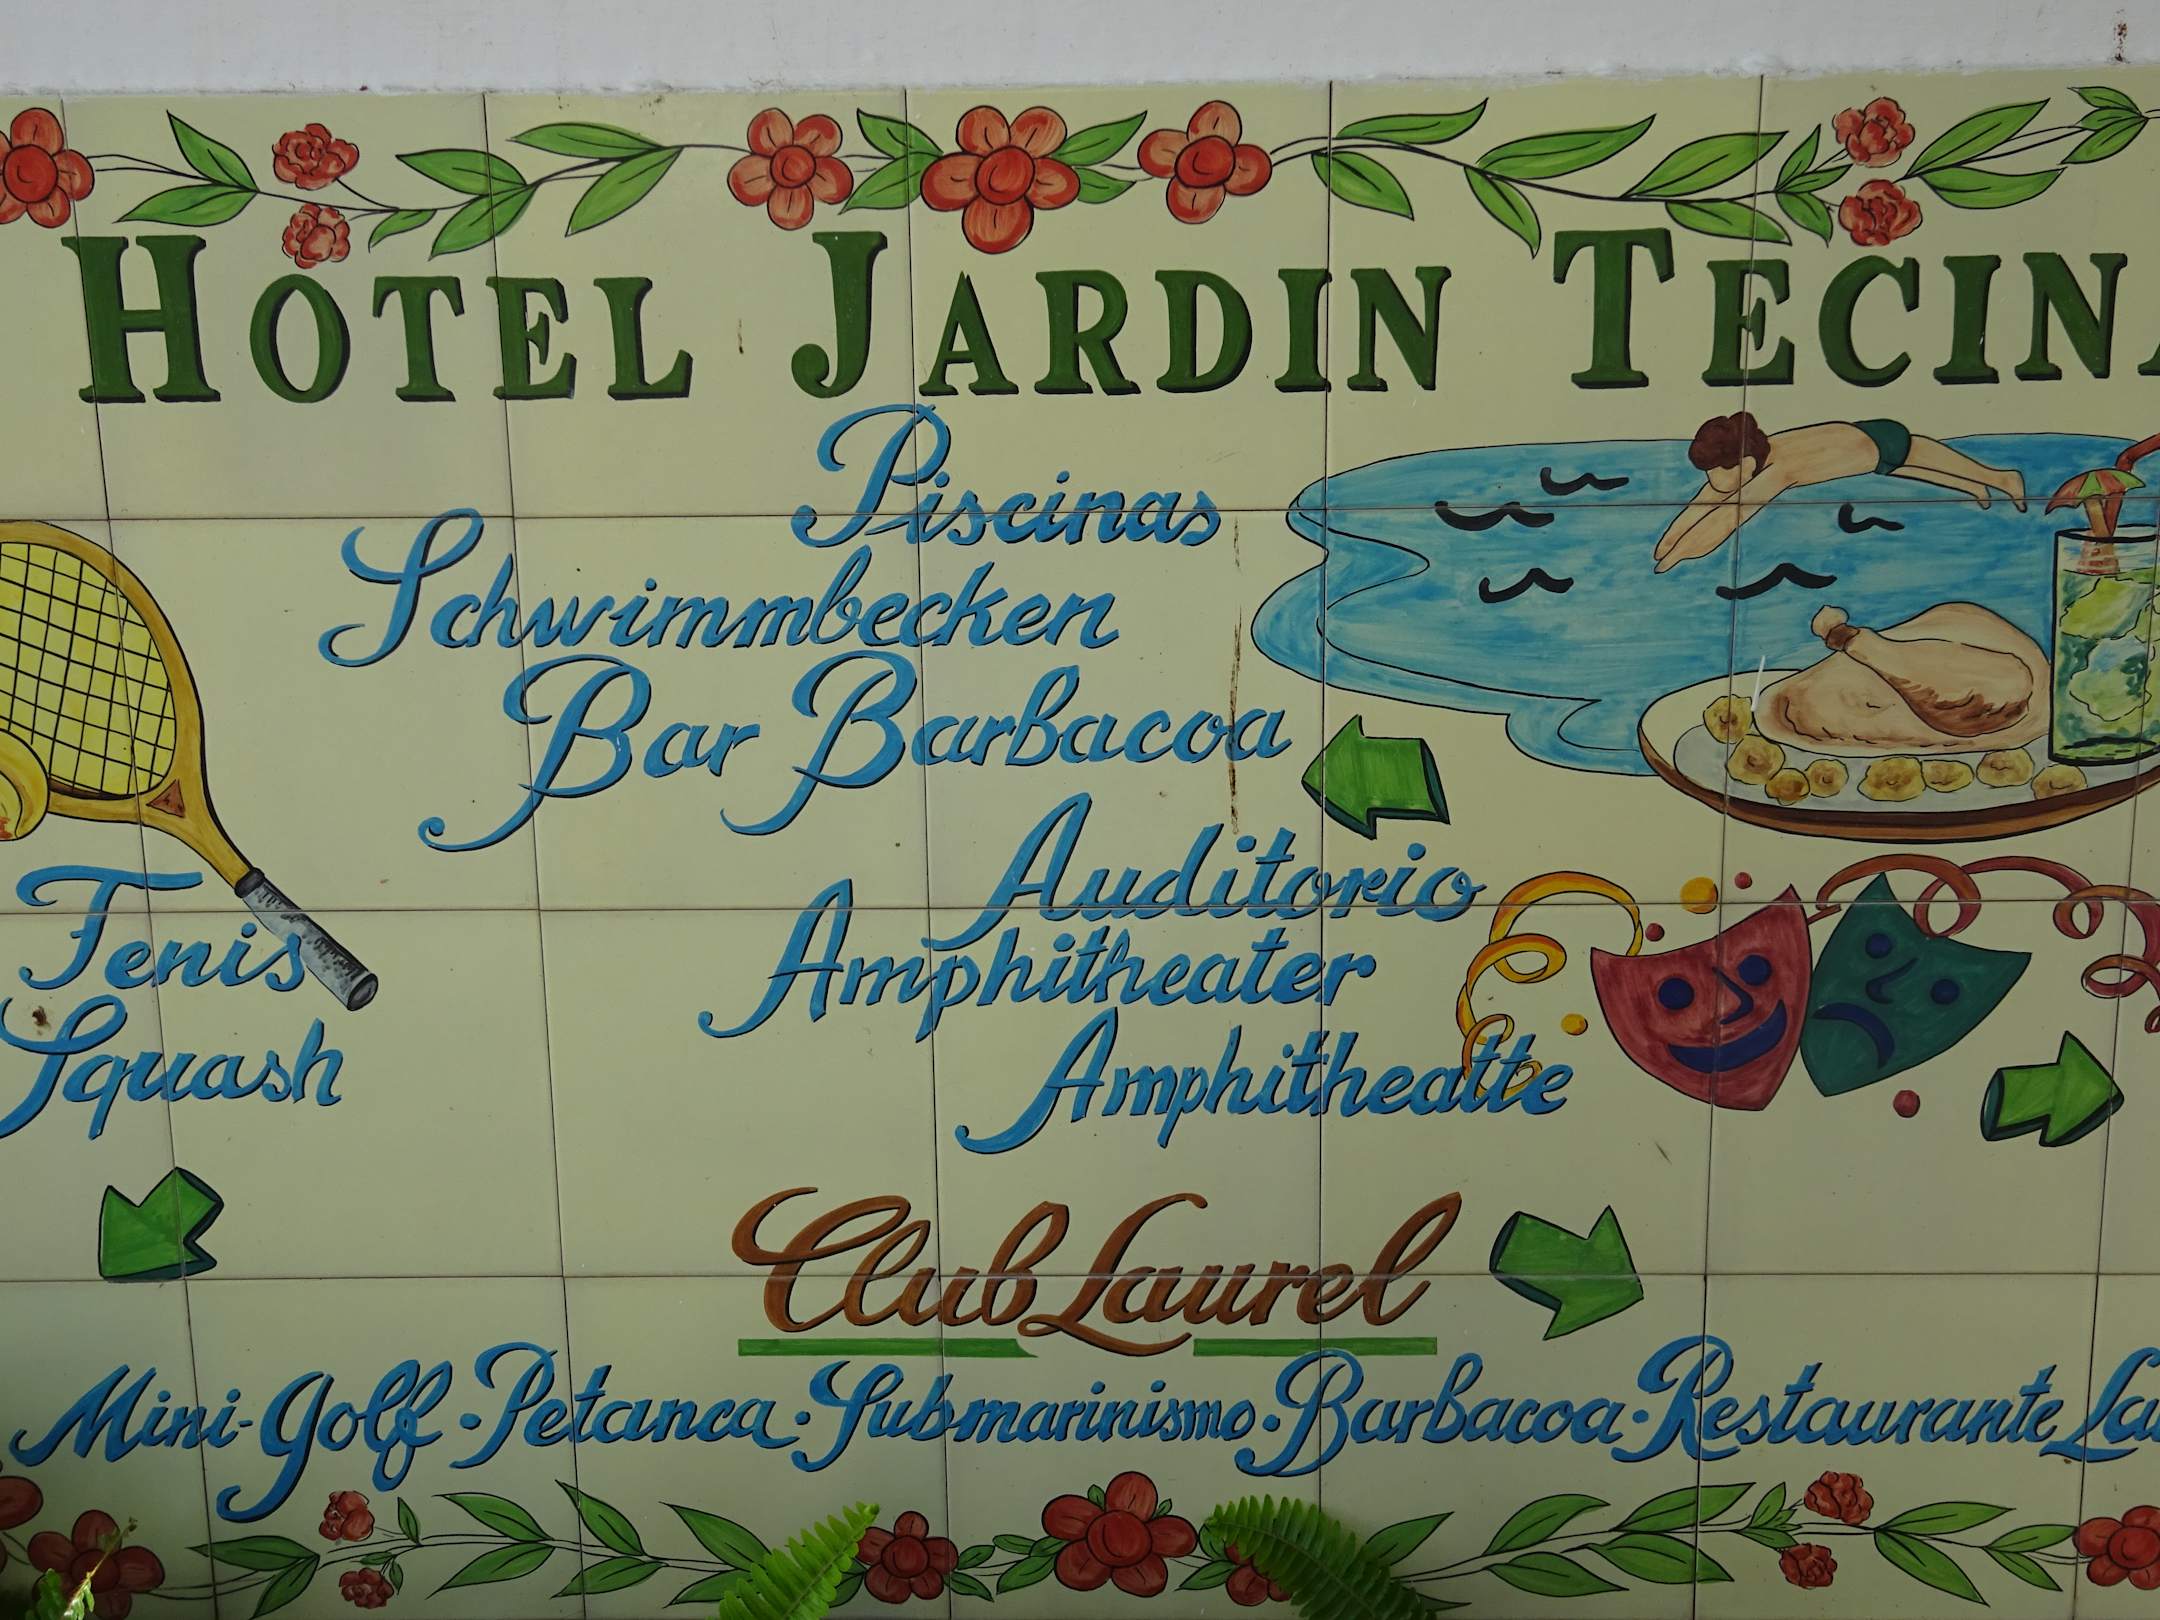 HOTEL JARDIN TECINA
Piscinas
Schwimmbecken
Bar Barbacoa
Auditorio
Amphitheater
Amphitheatte
Tenis
Squash
Club Laurel
Mini-Golf · Petanca · Submarinismo · Barbacoa · Restaurante